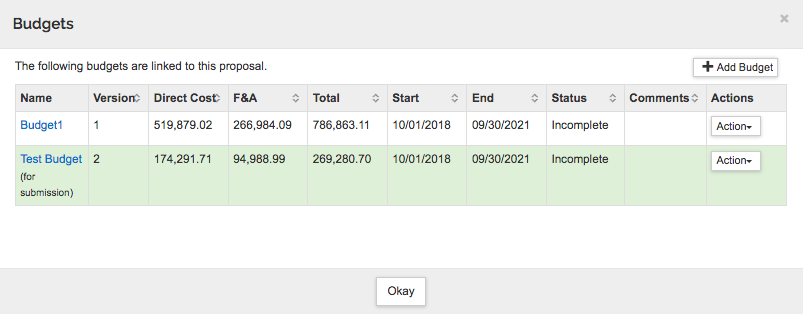 Budgets
×
The following budgets are linked to this proposal.
+ Add Budget
Name Version Direct Cost F&A Total Start End Status Comments Actions
Budget1 1 519,879.02 266,984.09 786,863.11 10/01/2018 09/30/2021 Incomplete Action
Test Budget 2 174,291.71 94,988.99 269,280.70 10/01/2018 09/30/2021 Incomplete Action
(for
submission)
Okay